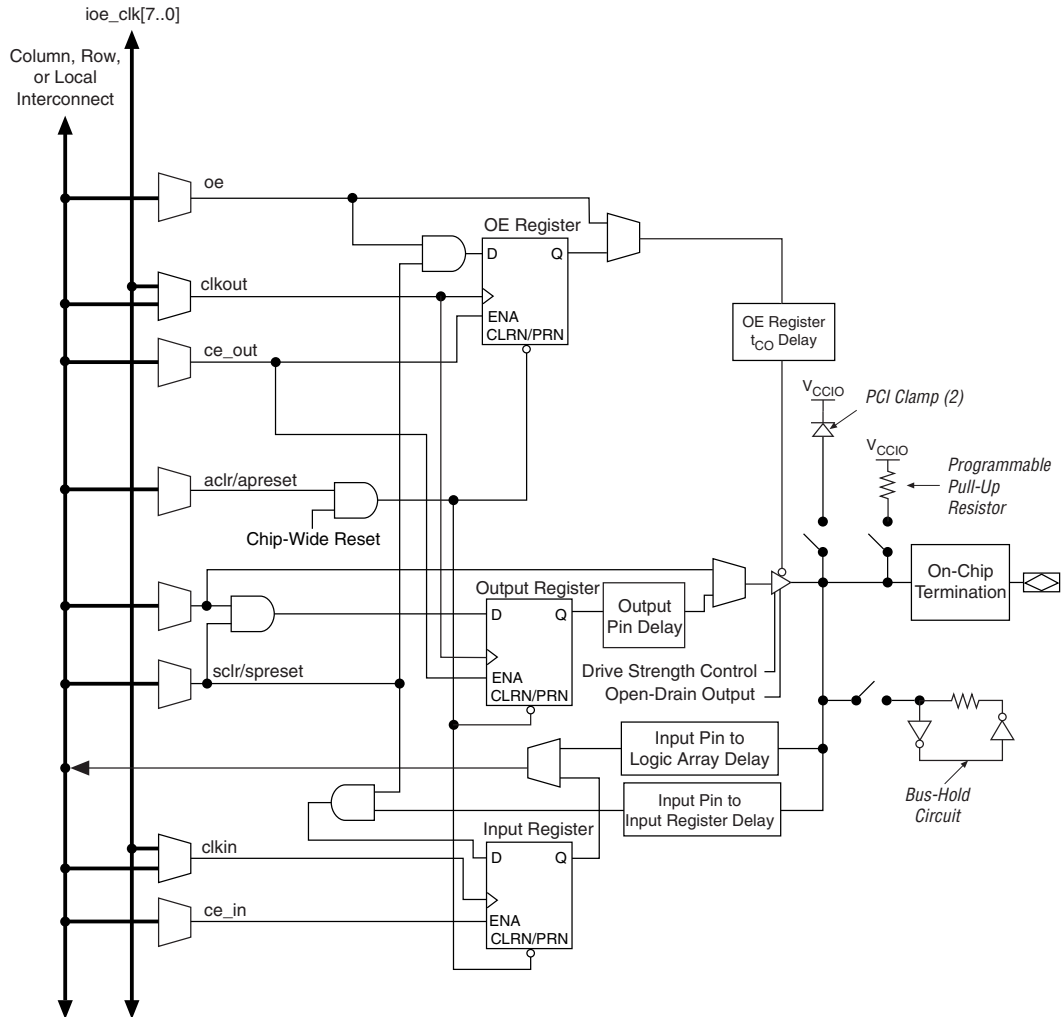 ioe_clk[7..0]
Column, Row,
or Local
Interconnect
oe
OE Register
D
Q
clkout
ENA
CLRN/PRN
OE Register
tCO Delay
ce_out
VCCIO
PCI Clamp (2)
VCCIO
Programmable
Pull-Up
Resistor
aclr/apreset
Chip-Wide Reset
On-Chip
Termination
Output Register
D
Q
Output
Pin Delay
ENA
CLRN/PRN
sclr/spreset
Drive Strength Control
Open-Drain Output
Input Pin to
Logic Array Delay
Input Pin to
Input Register Delay
Bus-Hold
Circuit
Input Register
clkin
D
Q
ce_in
ENA
CLRN/PRN